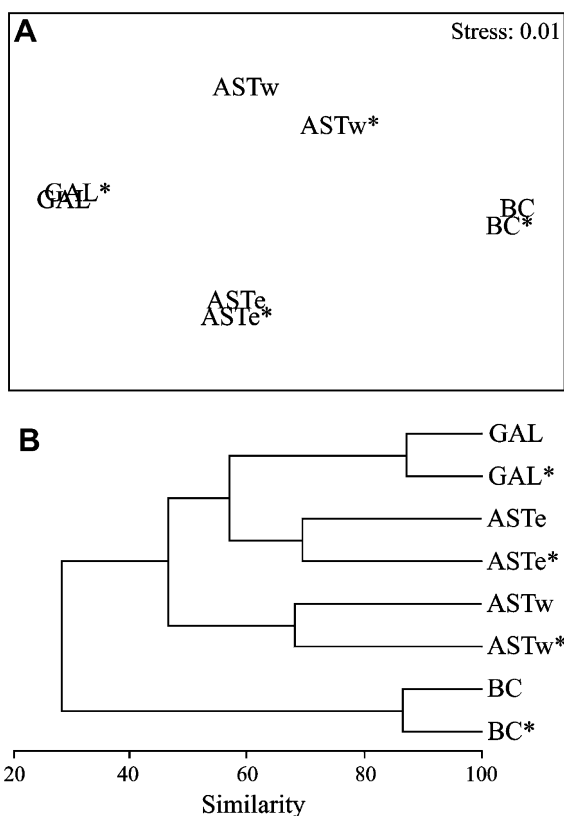 A
Stress: 0.01
ASTw
ASTw*
GAL*
GAL
BC
BC*
ASTe
ASTe*
B
GAL
GAL*
ASTe
ASTe*
ASTw
ASTw*
BC
BC*
20 40 60 80 100
Similarity